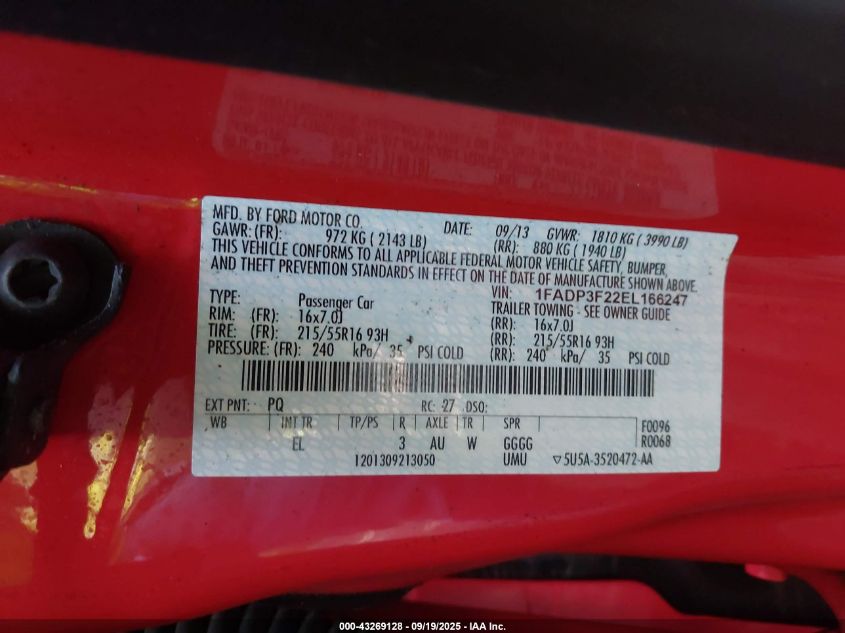 MFD. BY FORD MOTOR CO. DATE: 09/13 GVWR: 1810 KG ( 3990 LB)
GAWR: (FR): 972 KG ( 2143 LB) (RR): 880 KG ( 1940 LB)
THIS VEHICLE CONFORMS TO ALL APPLICABLE FEDERAL MOTOR VEHICLE SAFETY, BUMPER,
AND THEFT PREVENTION STANDARDS IN EFFECT ON THE DATE OF MANUFACTURE SHOWN ABOVE.
VIN: 1FADP3F22EL166247
TYPE: Passenger Car TRAILER TOWING - SEE OWNER GUIDE
RIM: (FR): 16x7.0J (RR): 16x7.0J
TIRE: (FR): 215/55R16 93H (RR): 215/55R16 93H
PRESSURE: (FR): 240 kPa/ 35 PSI COLD (RR): 240 kPa/ 35 PSI COLD
EXT PNT: PQ RC: 27 DSO:
WB INT TR TP/PS R AXLE TR SPR F0096
EL 3 AU W GGGG R0068
1201309213050 UMU ▽5U5A-3520472-AA
000-43269128 - 09/19/2025 - IAA Inc.